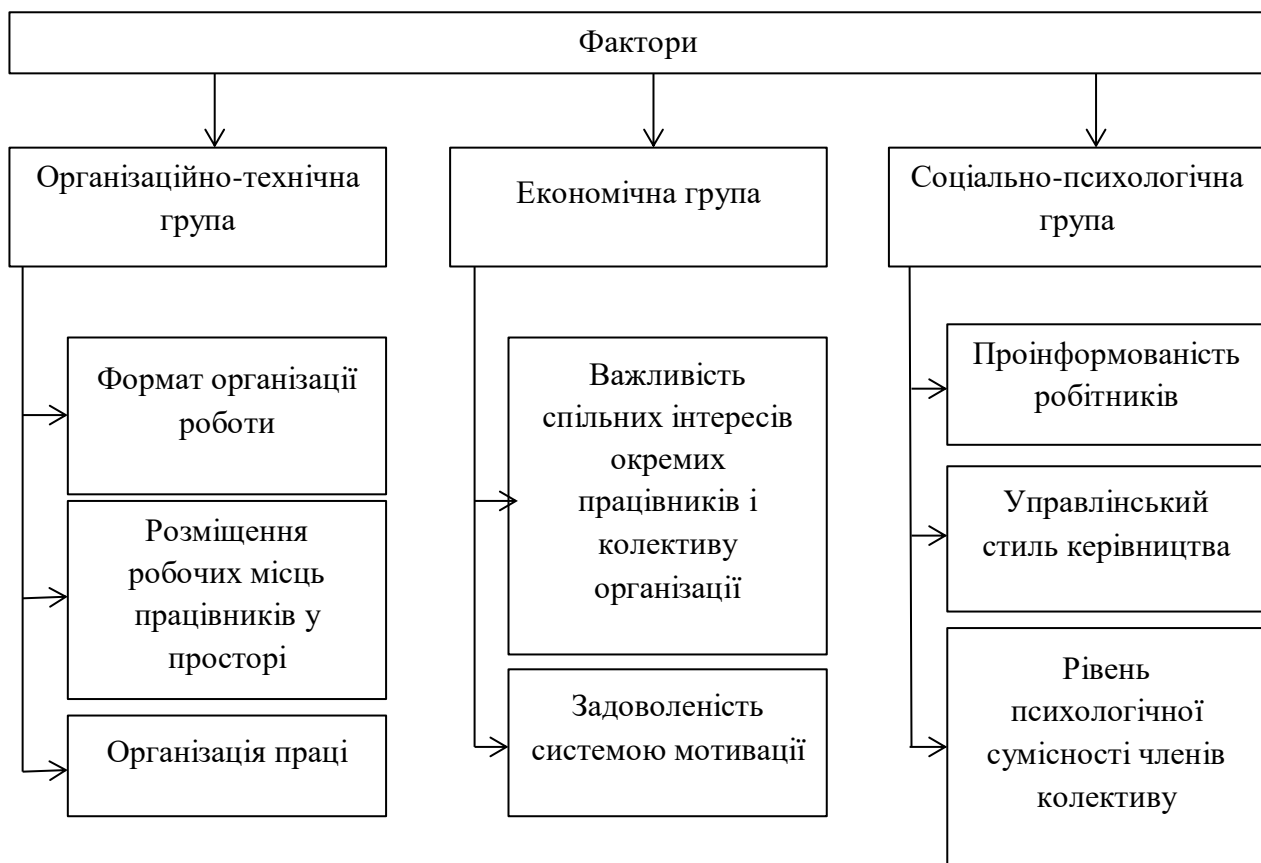 Фактори
Організаційно-технічна
група
Економічна група
Соціально-психологічна
група
Формат організації
роботи
Розміщення
робочих місць
працівників у
просторі
Організація праці
Важливість
спільних інтересів
окремих
працівників і
колективу
організації
Задоволеність
системою мотивації
Проінформованість
робітників
Управлінський
стиль керівництва
Рівень
психологічної
сумісності членів
колективу